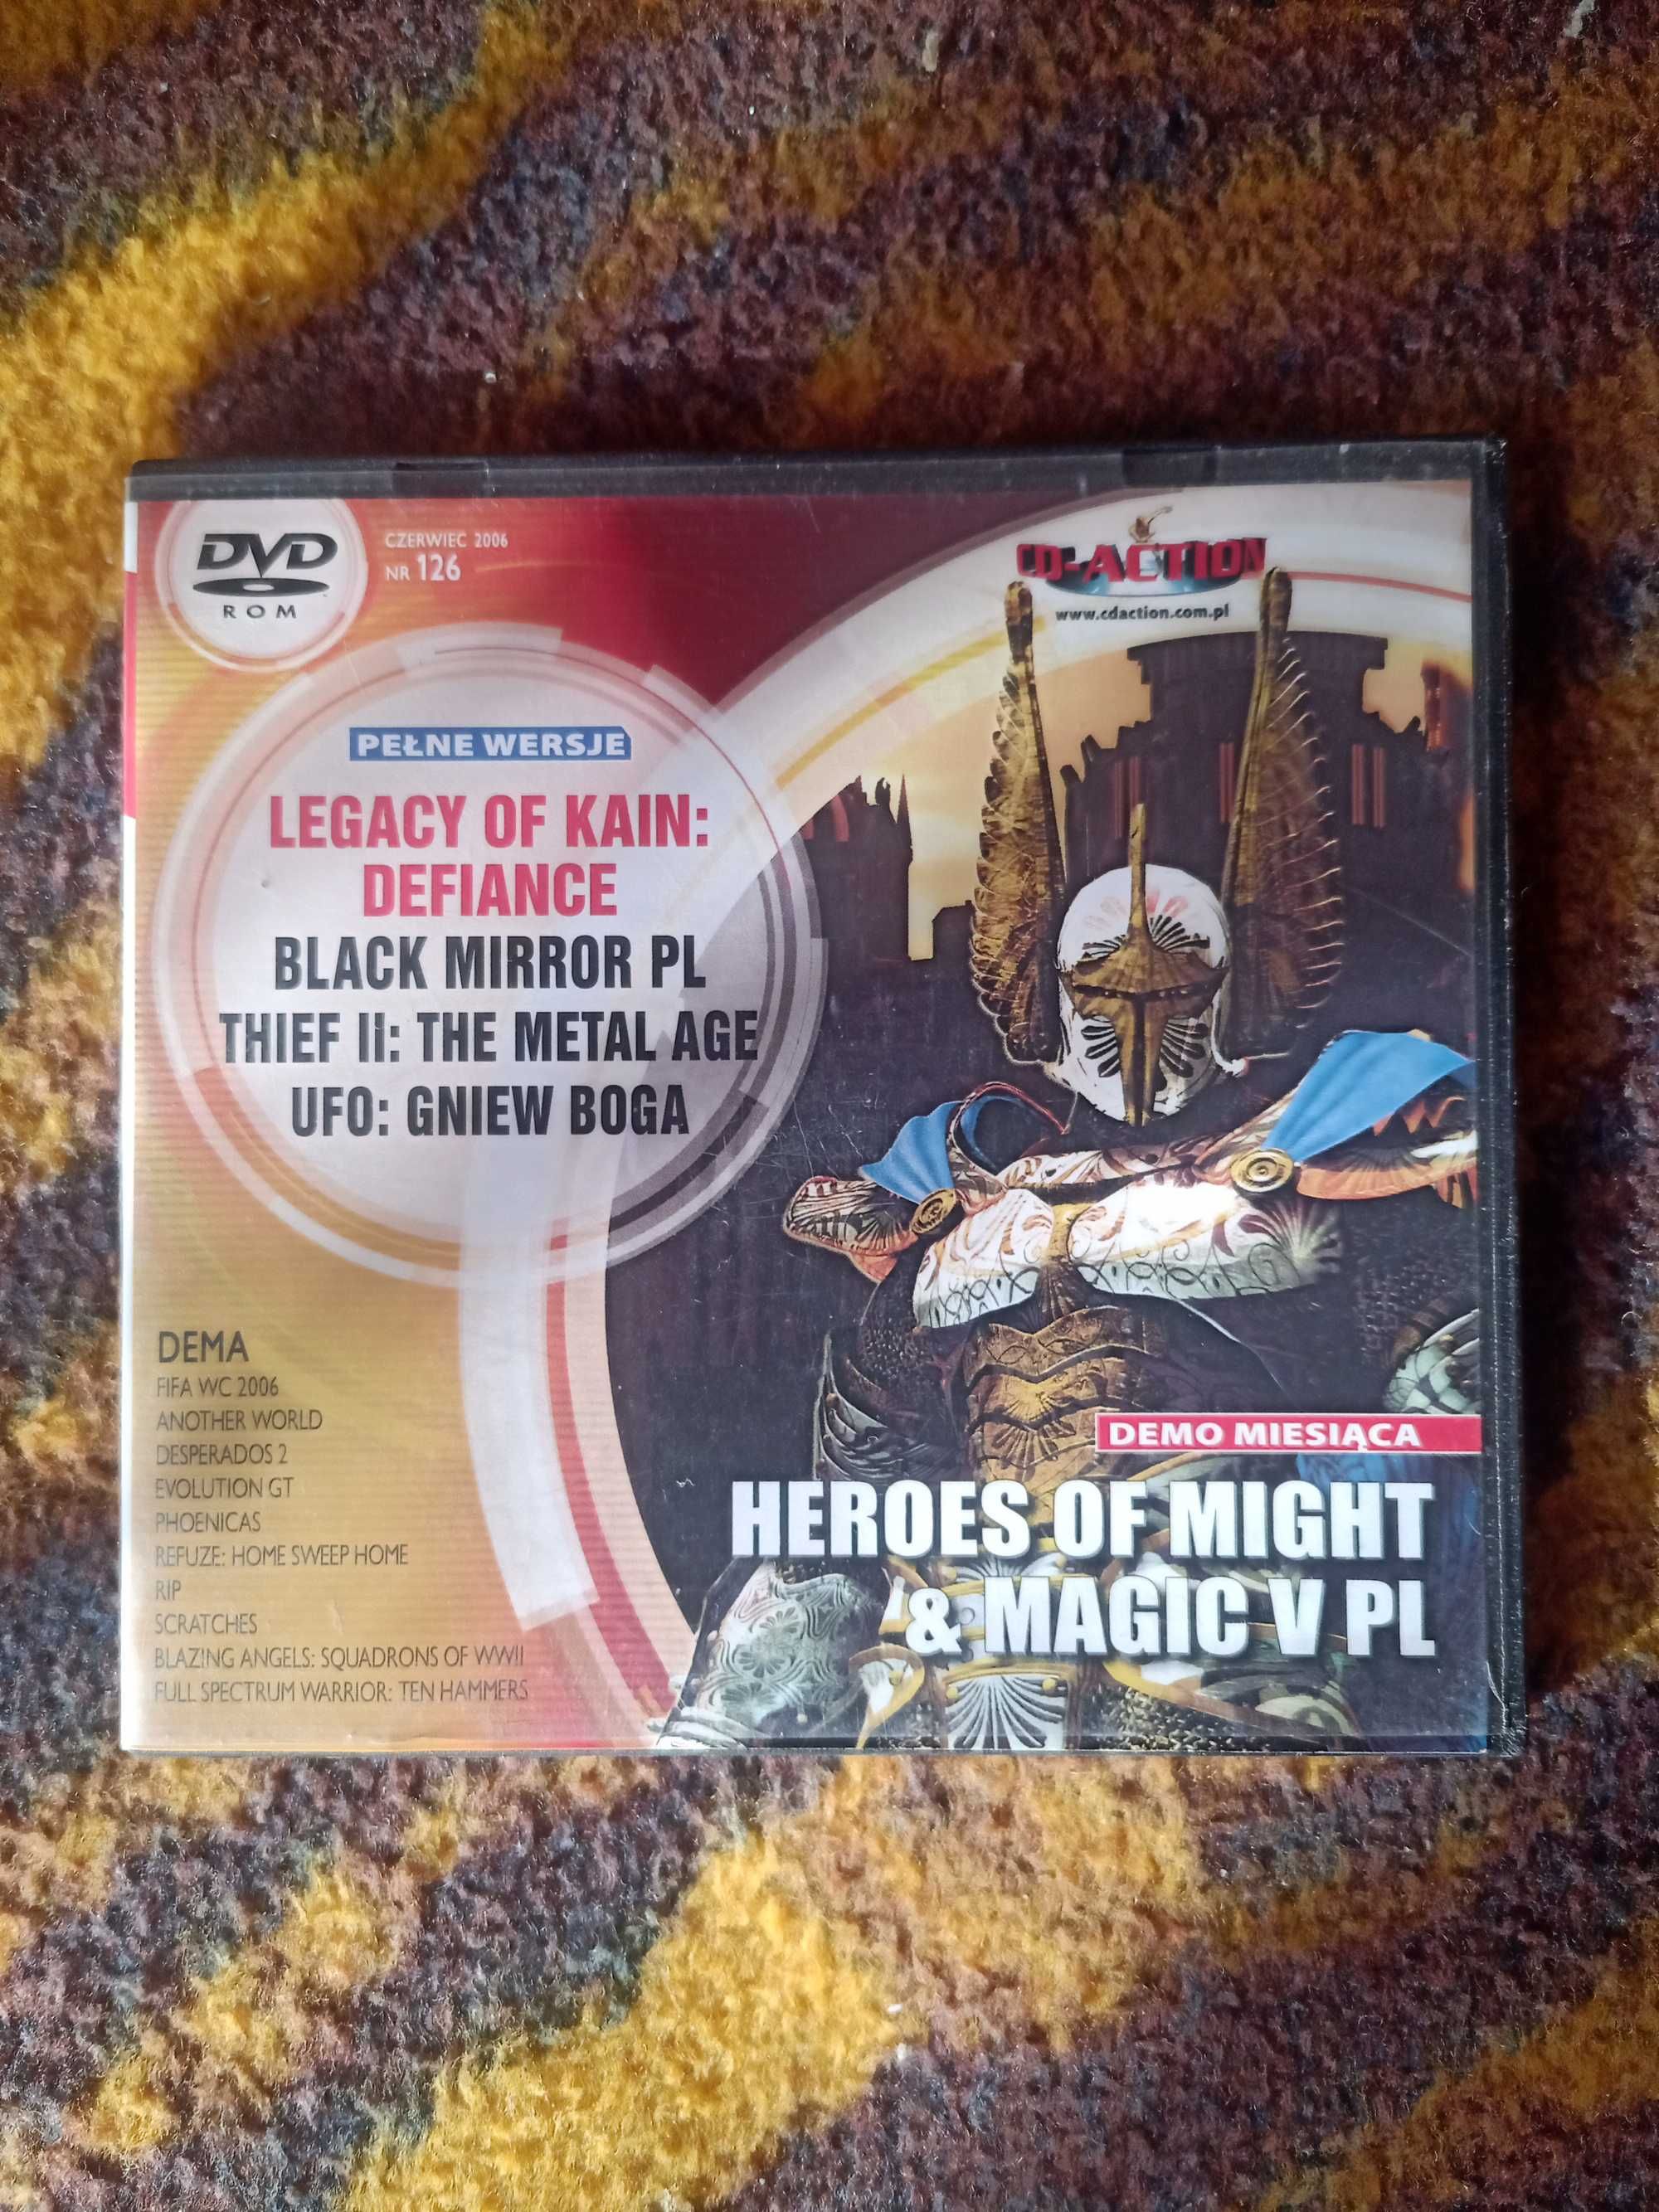 DVD
ROM
CZERWIEC 2006
NR 126
CD-ACTION
www.cdaction.com.pl
PEŁNE WERSJE
LEGACY OF KAIN:
DEFIANCE
BLACK MIRROR PL
THIEF Ii: THE METAL AGE
UFO: GNIEW BOGA
DEMA
FIFA WC 2006
ANOTHER WORLD
DESPERADOS 2
EVOLUTION GT
PHOENICAS
REFUZE: HOME SWEEP HOME
RIP
SCRATCHES
BLAZING ANGELS: SQUADRONS OF WWII
FULL SPECTRUM WARRIOR: TEN HAMMERS
DEMO MIESIĄCA
HEROES OF MIGHT
& MAGIC V PL